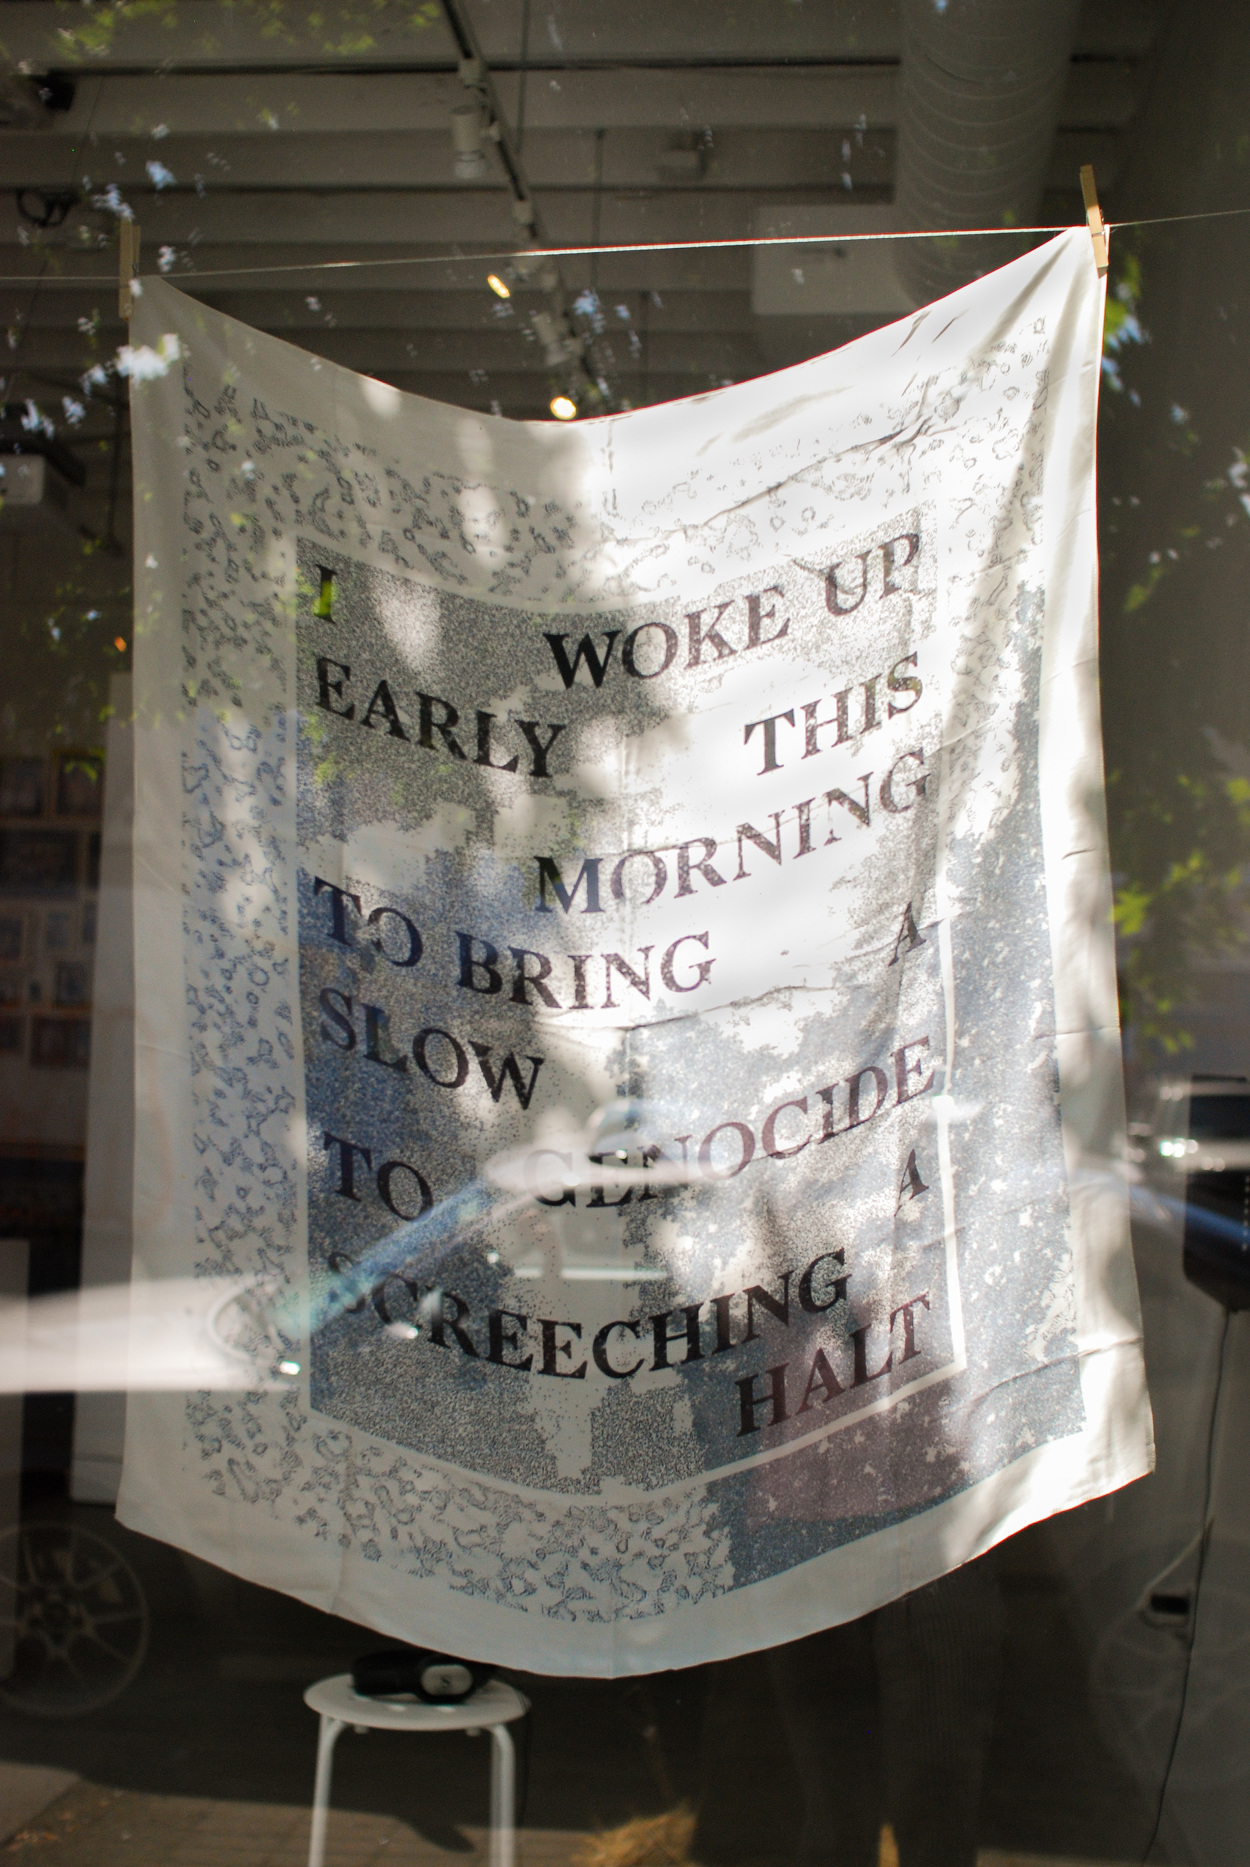 I WOKE UP
EARLY THIS
MORNING
TO BRING A
SLOW
TO GENOCIDE
A
SCREECHING
HALT